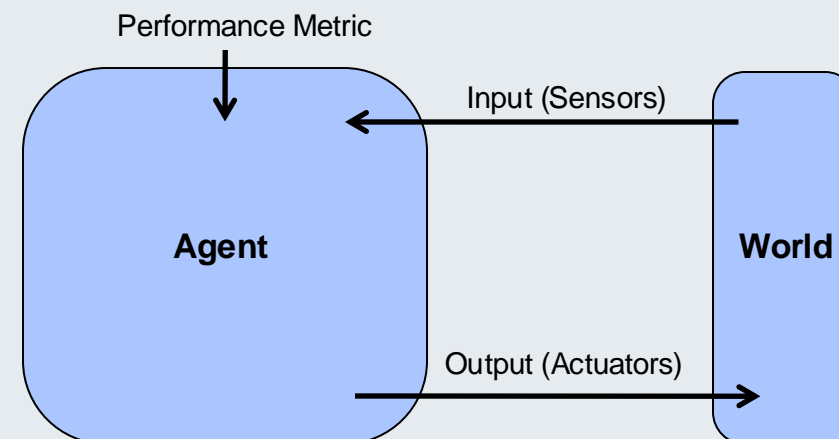 Performance Metric
Input (Sensors)
Agent
World
Output (Actuators)